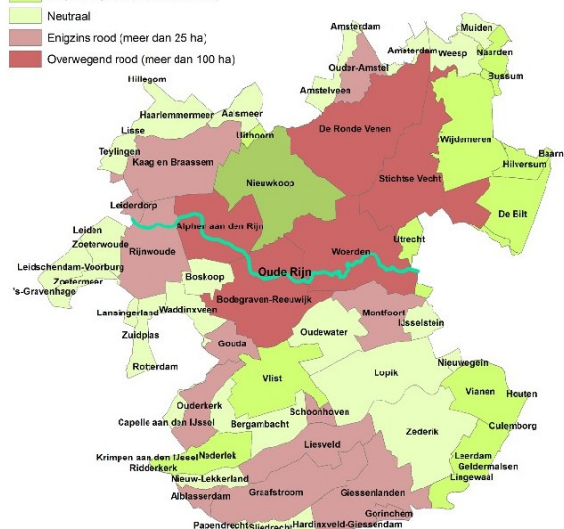 Neutraal
Enigzins rood (meer dan 25 ha)
Overwegend rood (meer dan 100 ha)
Amsterdam
Muiden
Ouder-Amstel
Amsterdam
Weesp
Naarden
Bussum
Amstelveen
Hillegom
Haarlemmermeer
Aalsmeer
De Ronde Venen
Lisse
Uithoorn
Wijdemeren
Teylingen
Kaag en Braassem
Baarn
Hilversum
Nieuwkoop
Stichtse Vecht
Leiderdorp
De Bilt
Leiden
Alphen aan den Rijn
Zoeterwoude
Rijnwoude
Woerden
Utrecht
Leidschendam-Voorburg
Boskoop
Oude Rijn
Zoetermeer
's-Gravenhage
Bodegraven-Reeuwijk
Lansingerland
Waddinxveen
Montfoort
IJsselstein
Zuidplas
Oudewater
Gouda
Rotterdam
Nieuwegein
Lopik
Vlist
Vianen
Houten
Ouderkerk
Schoonhoven
Capelle aan den IJssel
Bergambacht
Culemborg
Zederik
Liesveld
Krimpen aan den IJssel
Nederlek
Leerdam
Ridderkerk
Geldermalsen
Nieuw-Lekkerland
Lingewaal
Alblasserdam
Graafstroom
Giessenlanden
Gorinchem
Papendrecht
Sliedrecht
Hardinxveld-Giessendam